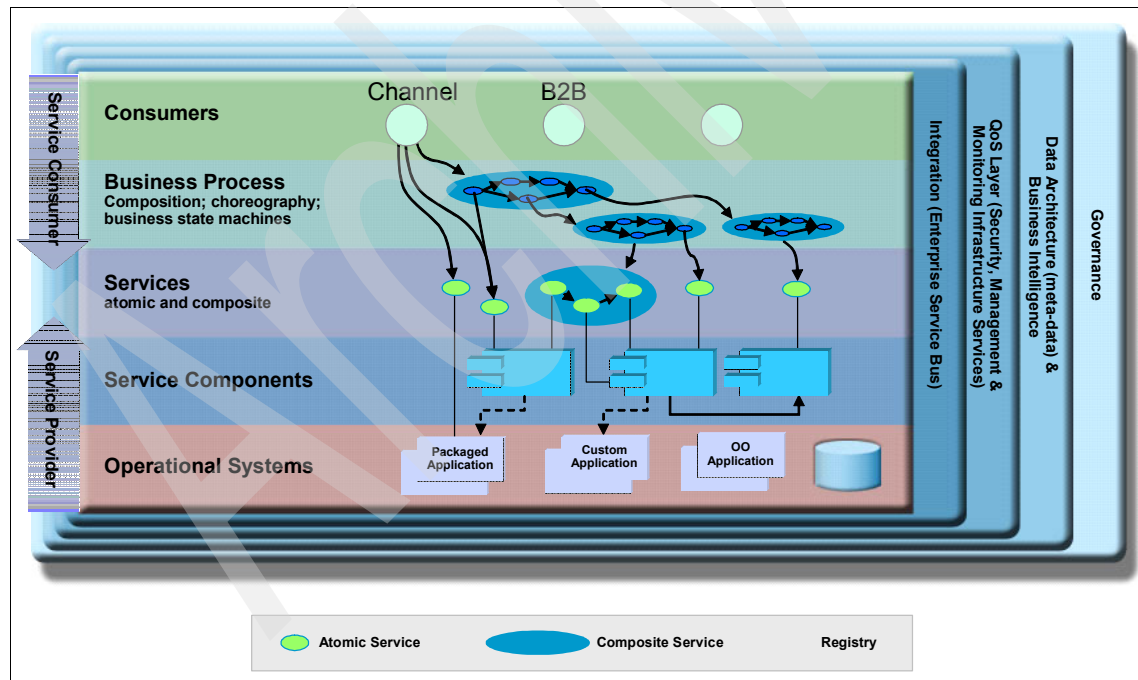 Channel
B2B
Consumers
Business Process
Composition; choreography;
business state machines
Services
atomic and composite
Service Components
Operational Systems
Packaged
Application
Custom
Application
OO
Application
Service Consumer
Service Provider
Integration (Enterprise Service Bus)
QoS Layer (Security, Management &
Monitoring Infrastructure Services)
Data Architecture (meta-data) &
Business Intelligence
Governance
Atomic Service
Composite Service
Registry